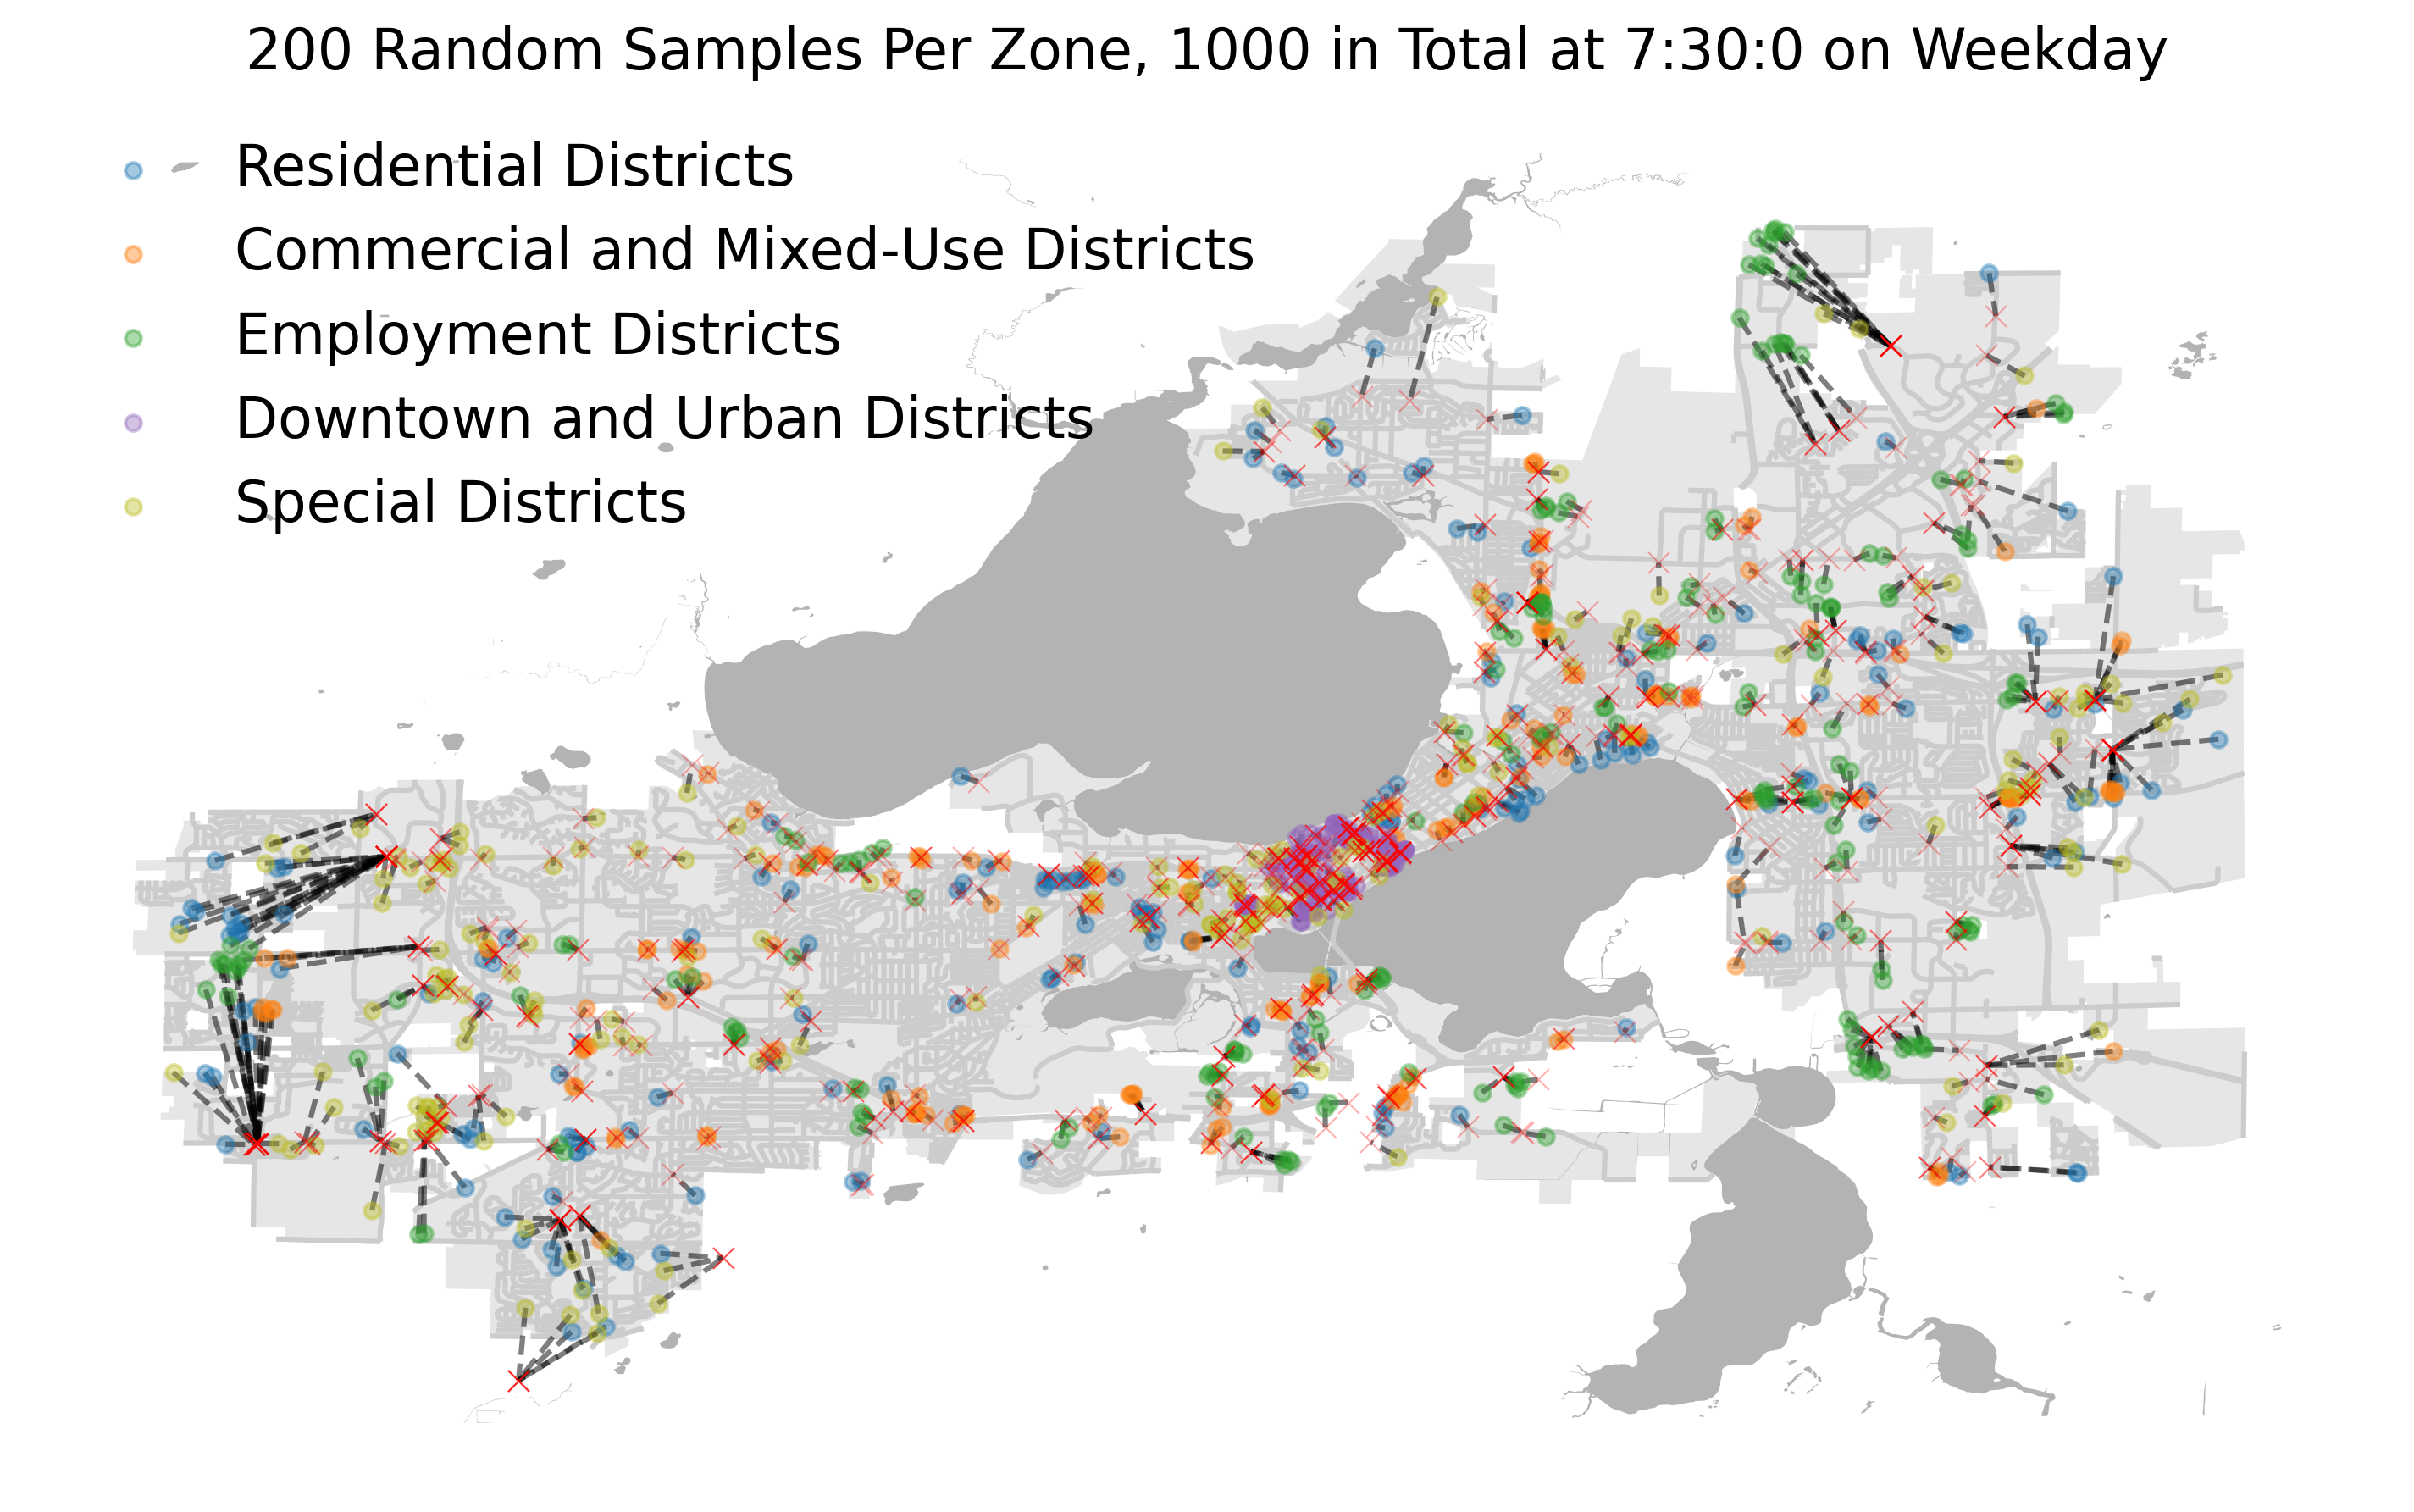 200 Random Samples Per Zone, 1000 in Total at 7:30:0 on Weekday
Residential Districts
Commercial and Mixed-Use Districts
Employment Districts
Downtown and Urban Districts
Special Districts